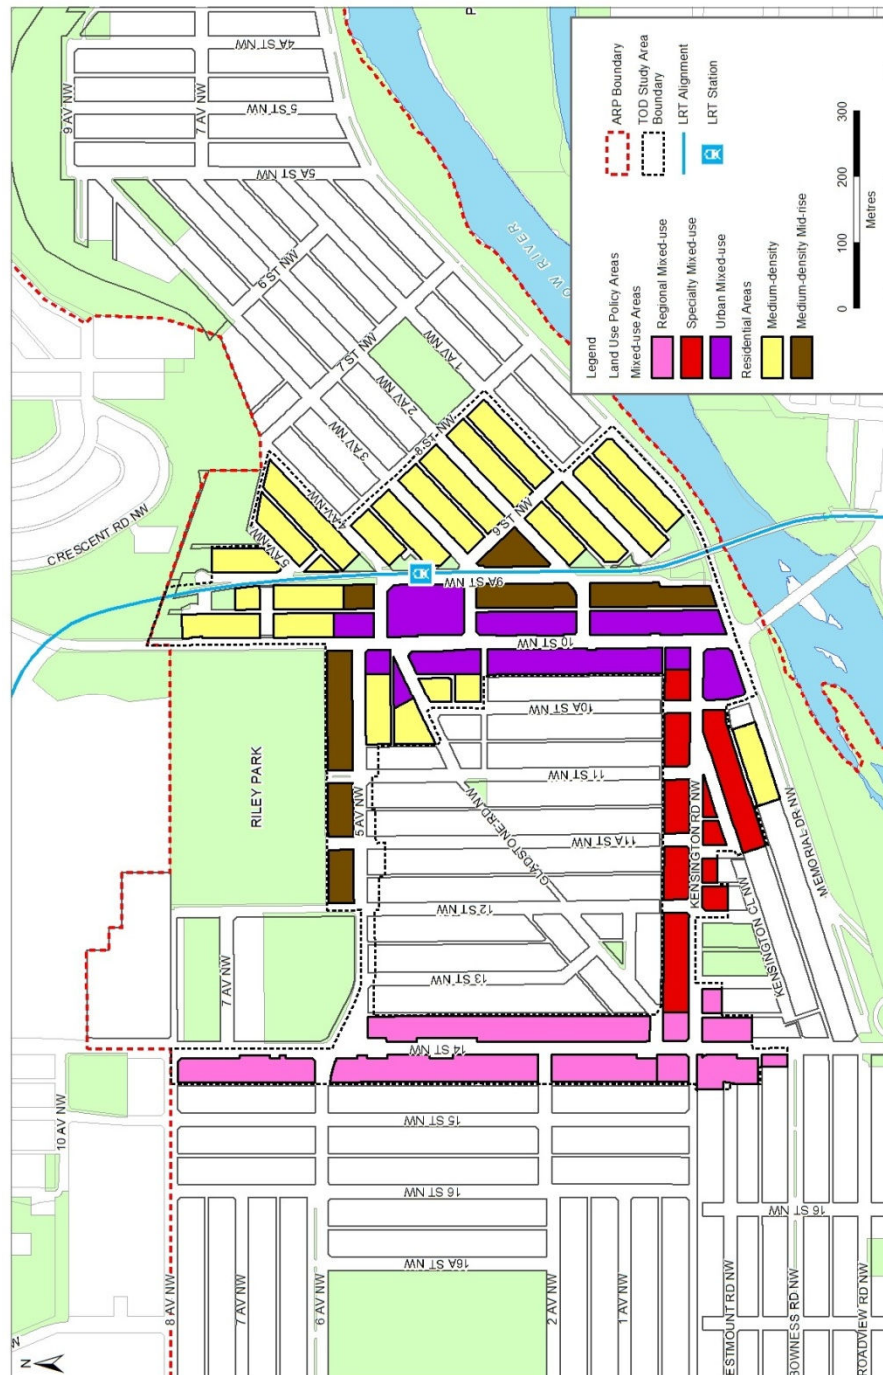 4A ST NW
9 AV NW
7 AV NW
5 ST NW
5A ST NW
6 ST NW
7 ST NW
1 AV NW
2 AV NW
3 AV NW
8 ST NW
4 AV NW
5 AV NW
CRESCENT RD NW
9 ST NW
9A ST NW
10 ST NW
OW RIVER
RILEY PARK
5 AV NW
10A ST NW
11 ST NW
11A ST NW
GLADSTONE RD NW
12 ST NW
13 ST NW
KENSINGTON RD NW
KENSINGTON CL NW
MEMORIAL DR NW
7 AV NW
14 ST NW
10 AV NW
15 ST NW
16 ST NW
16A ST NW
8 AV NW
7 AV NW
6 AV NW
2 AV NW
1 AV NW
16 ST NW
ESTMOUNT RD NW
BOWNESS RD NW
ROADVIEW RD NW
N
Legend
Land Use Policy Areas
Mixed-use Areas
Regional Mixed-use
Specialty Mixed-use
Urban Mixed-use
Residential Areas
Medium-density
Medium-density Mid-rise
ARP Boundary
TOD Study Area
Boundary
LRT Alignment
LRT Station
0 100 200 300
Metres